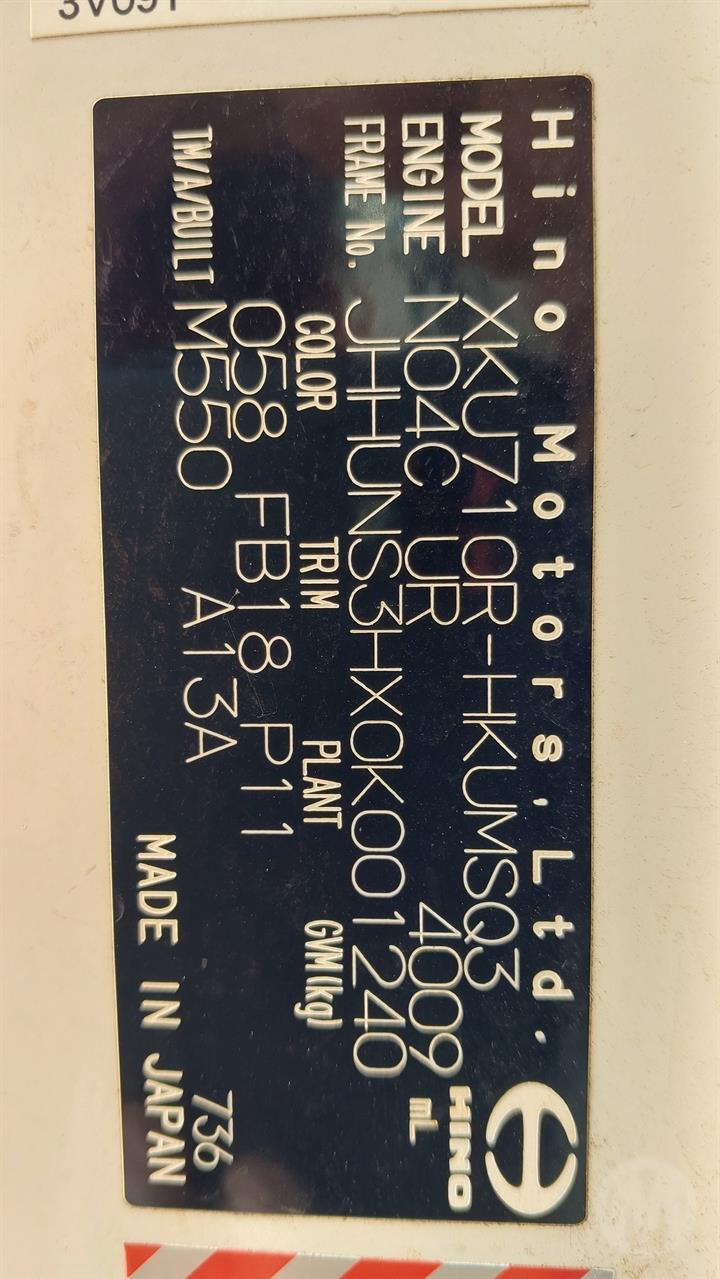 Hino Motors, Ltd.
MODEL XKU710R-HKUMSQ3
ENGINE N04C UR 4009 mL HINO
FRAME No. JHHUNS3HX0K001240
COLOR TRIM PLANT GVM(kg)
058 FB18 P11
TM/A/BUILT M550 A13A 736
MADE IN JAPAN